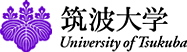 筑波大学
University of Tsukuba